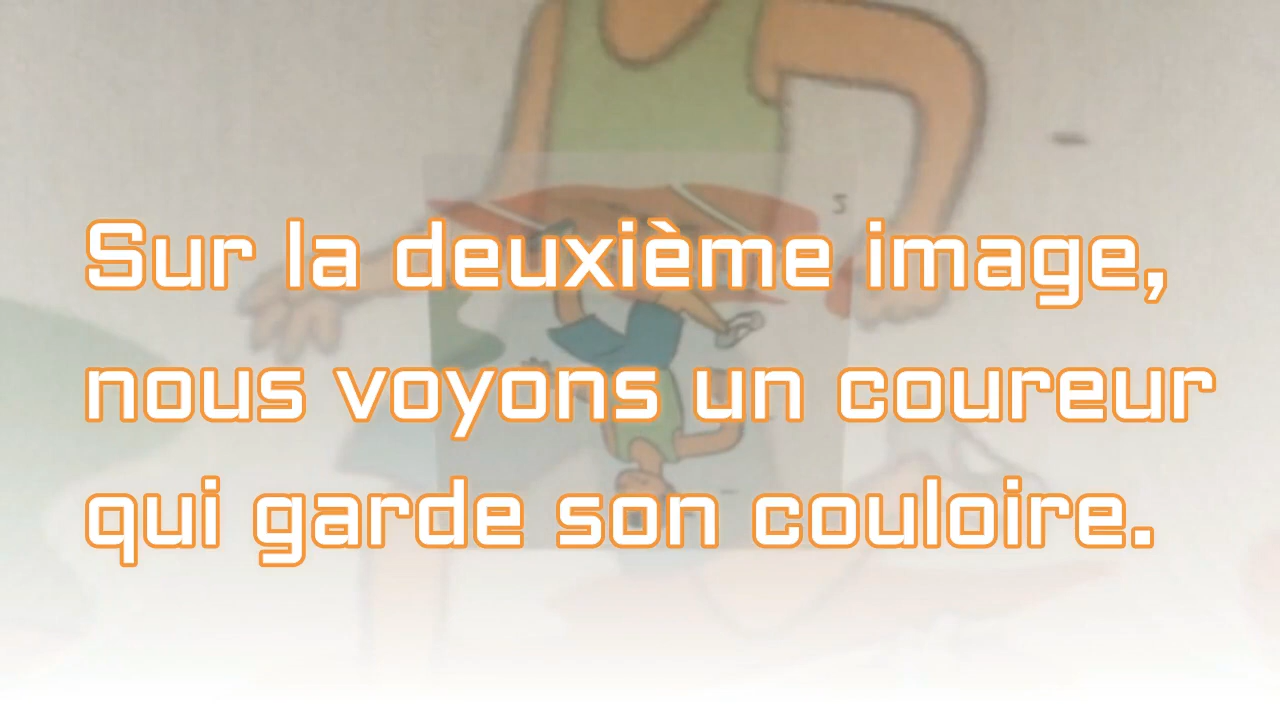 Sur la deuxième image,
nous voyons un coureur
qui garde son couloire.